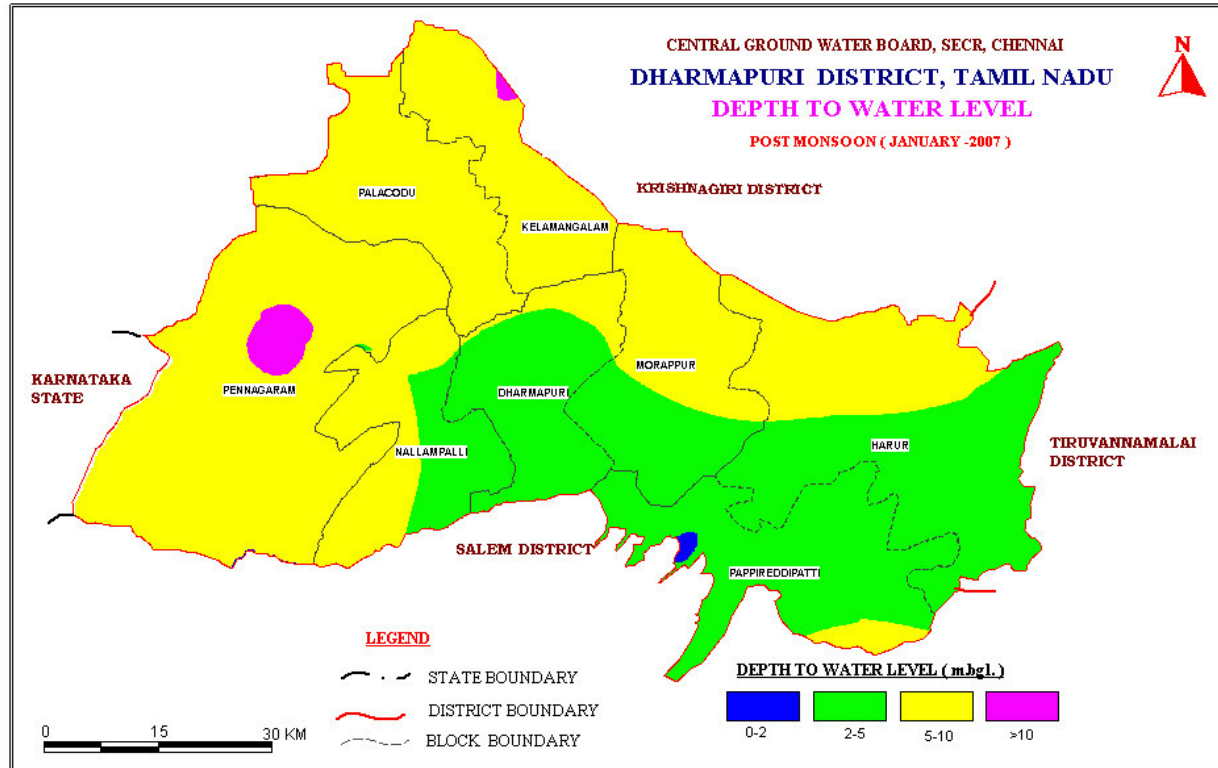 CENTRAL GROUND WATER BOARD, SECR, CHENNAI
N
DHARMAPURI DISTRICT, TAMIL NADU
DEPTH TO WATER LEVEL
POST MONSOON ( JANUARY -2007 )
KRISHNAGIRI DISTRICT
PALACODU
KELAMANGALAM
MORAPPUR
KARNATAKA
STATE
PENNAGARAM
DHARMAPURI
NALLAMPALLI
HARUR
TIRUVANNAMALAI
DISTRICT
SALEM DISTRICT
PAPPIREDDIPATTI
LEGEND
STATE BOUNDARY
DISTRICT BOUNDARY
BLOCK BOUNDARY
0 15 30 KM
DEPTH TO WATER LEVEL ( m.bgl. )
0-2 2-5 5-10 >10